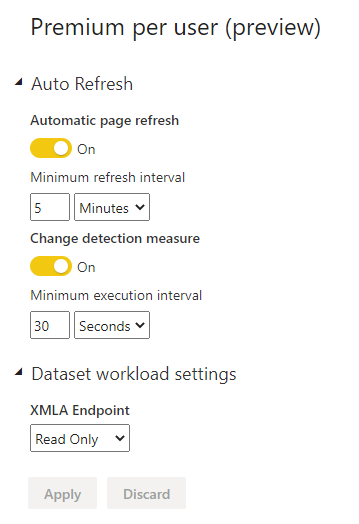 Premium per user (preview)
Auto Refresh
Automatic page refresh
On
Minimum refresh interval
5 Minutes
Change detection measure
On
Minimum execution interval
30 Seconds
Dataset workload settings
XMLA Endpoint
Read Only
Apply Discard